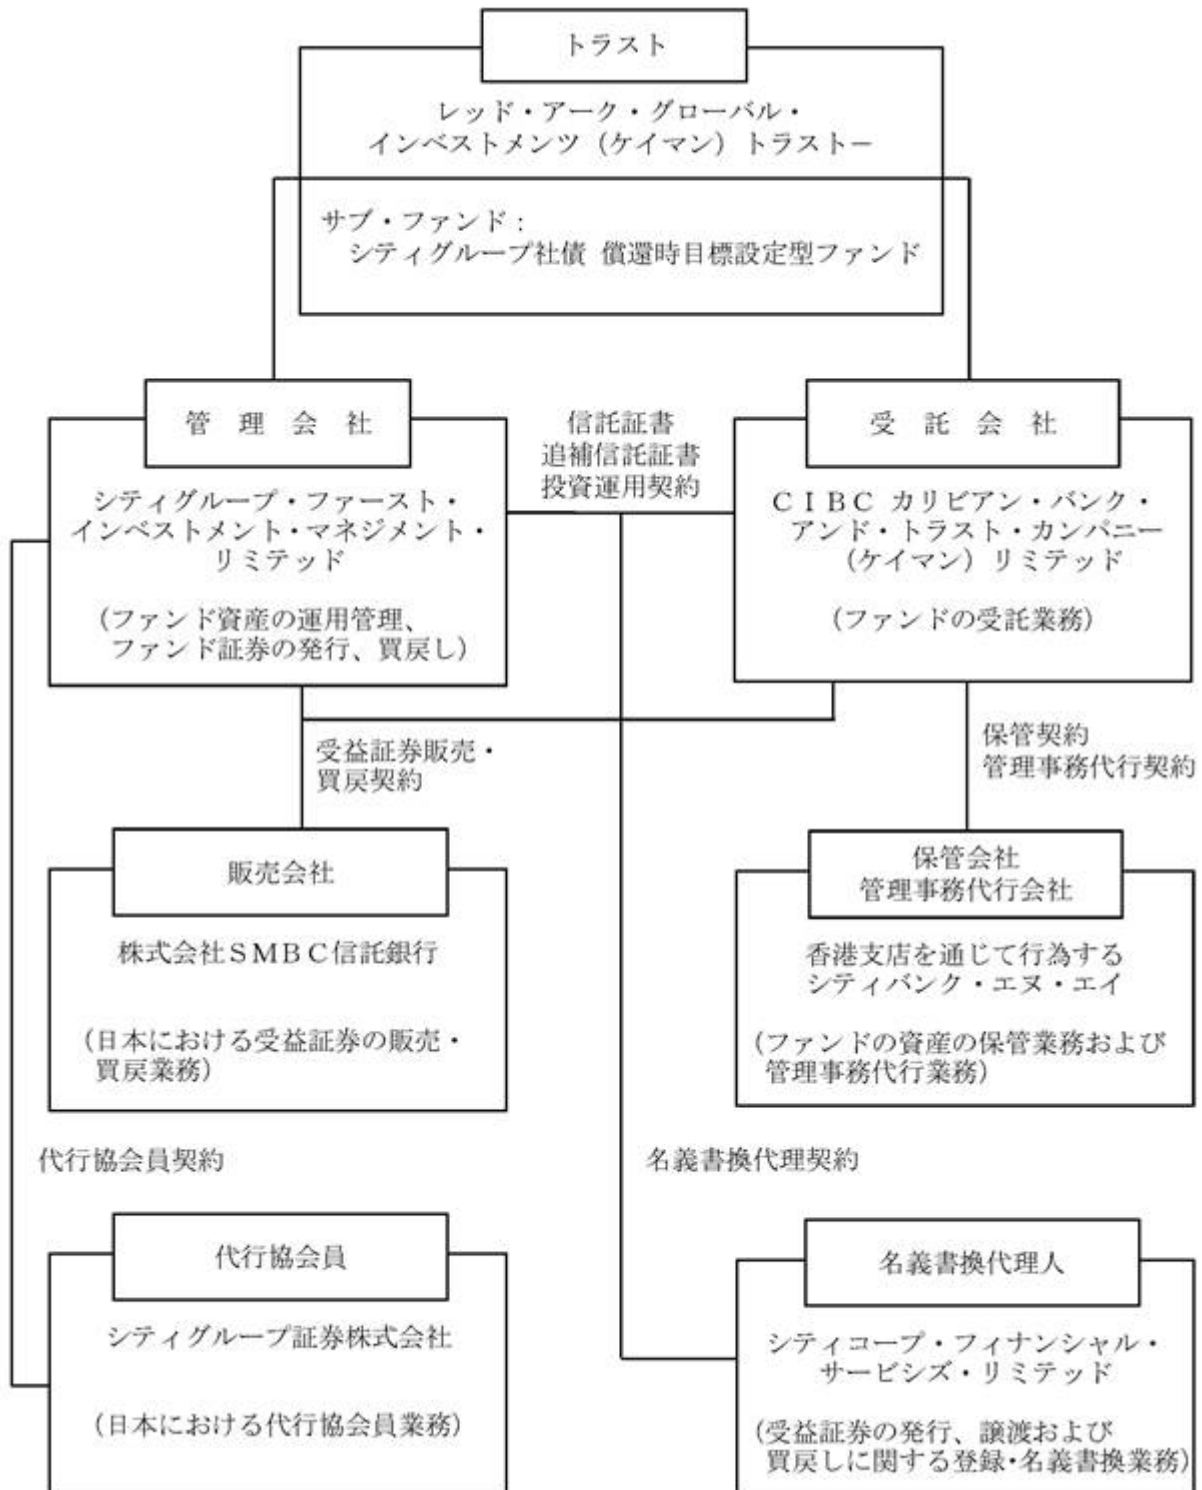 トラスト
レッド・アーク・グローバル・
インベストメンツ（ケイマン）トラストー
サブ・ファンド：
シティグループ社債 償還時目標設定型ファンド
管 理 会 社
シティグループ・ファースト・
インベストメント・マネジメント・
リミテッド
（ファンド資産の運用管理、
ファンド証券の発行、買戻し）
信託証書
追補信託証書
投資運用契約
受 託 会 社
ＣＩＢＣ カリビアン・バンク・
アンド・トラスト・カンパニー
（ケイマン）リミテッド
（ファンドの受託業務）
受益証券販売・
買戻契約
保管契約
管理事務代行契約
販売会社
株式会社ＳＭＢＣ信託銀行
（日本における受益証券の販売・
買戻業務）
保管会社
管理事務代行会社
香港支店を通じて行為する
シティバンク・エヌ・エイ
（ファンドの資産の保管業務および
管理事務代行業務）
代行協会員契約
名義書換代理契約
代行協会員
シティグループ証券株式会社
（日本における代行協会員業務）
名義書換代理人
シティコープ・フィナンシャル・
サービシズ・リミテッド
（受益証券の発行、譲渡および
買戻しに関する登録・名義書換業務）